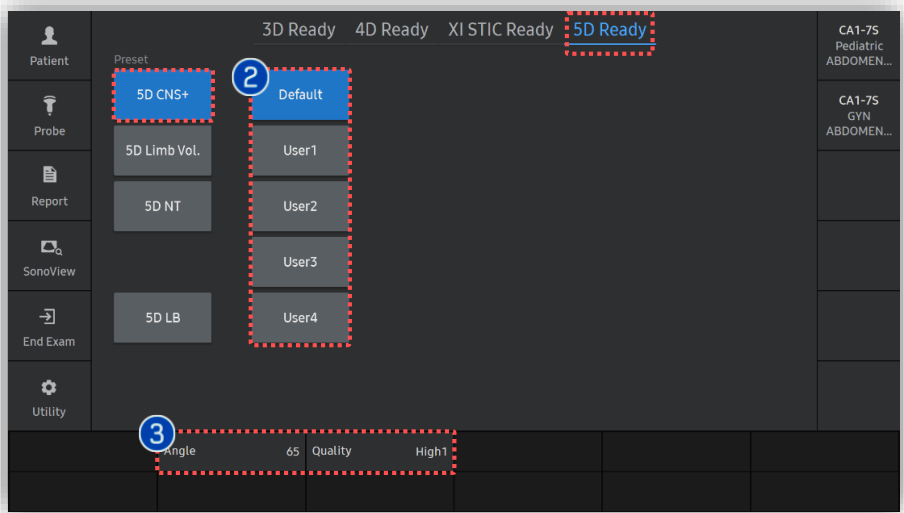 3D Ready 4D Ready XI STIC Ready 5D Ready
Patient
Probe
Report
SonoView
End Exam
Utility
Preset
5D CNS+
5D Limb Vol.
5D NT
5D LB
2
Default
User1
User2
User3
User4
CA1-7S
Pediatric
ABDOMEN...
CA1-7S
GYN
ABDOMEN...
3
Angle 65 Quality High1